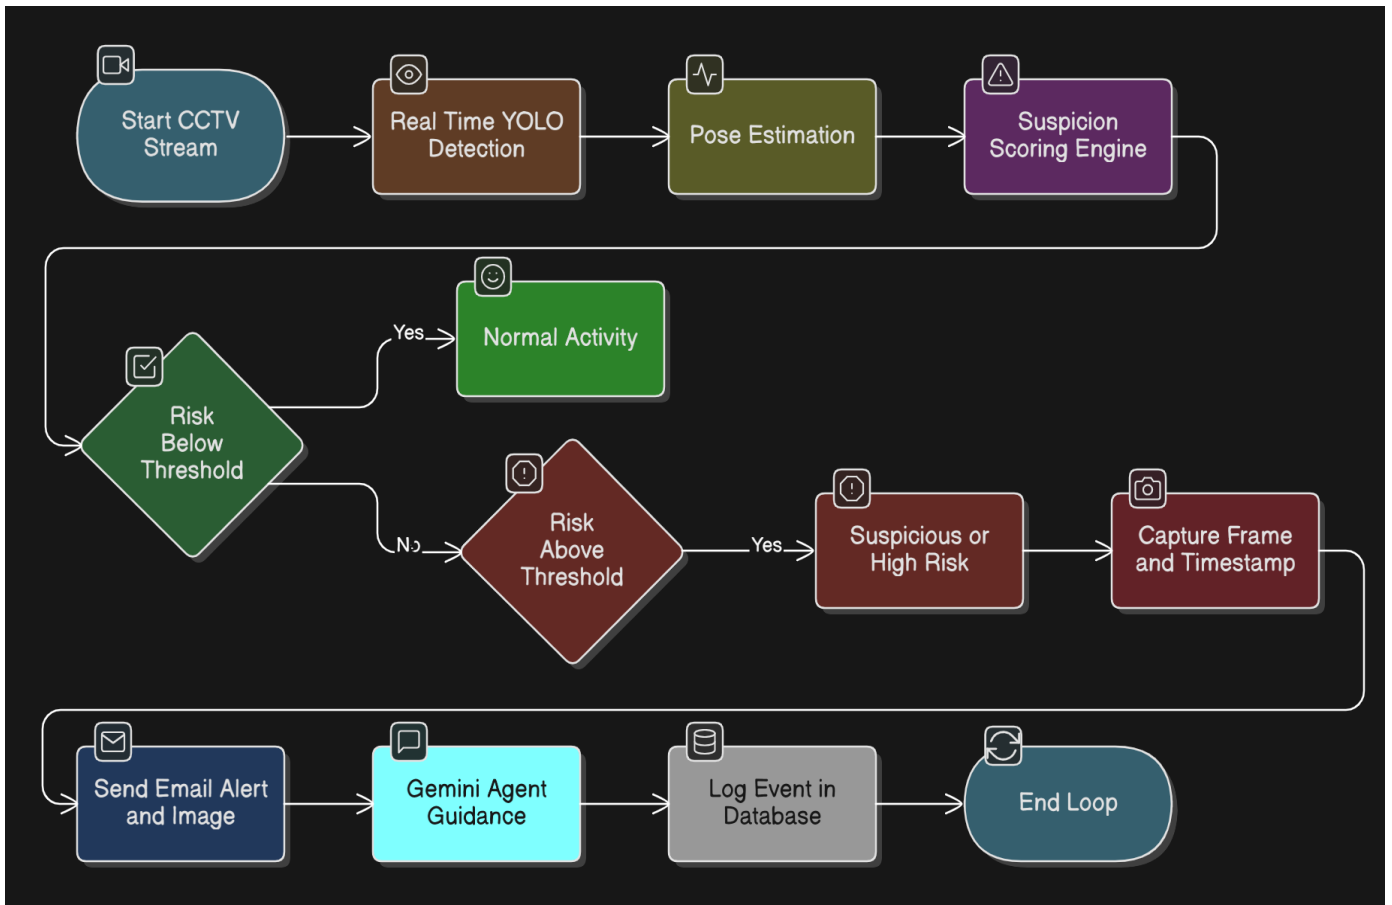 Start CCTV
Stream
Real Time YOLO
Detection
Pose Estimation
Suspicion
Scoring Engine
Risk
Below
Threshold
Yes
Normal Activity
No
Risk
Above
Threshold
Yes
Suspicious or
High Risk
Capture Frame
and Timestamp
Send Email Alert
and Image
Gemini Agent
Guidance
Log Event in
Database
End Loop